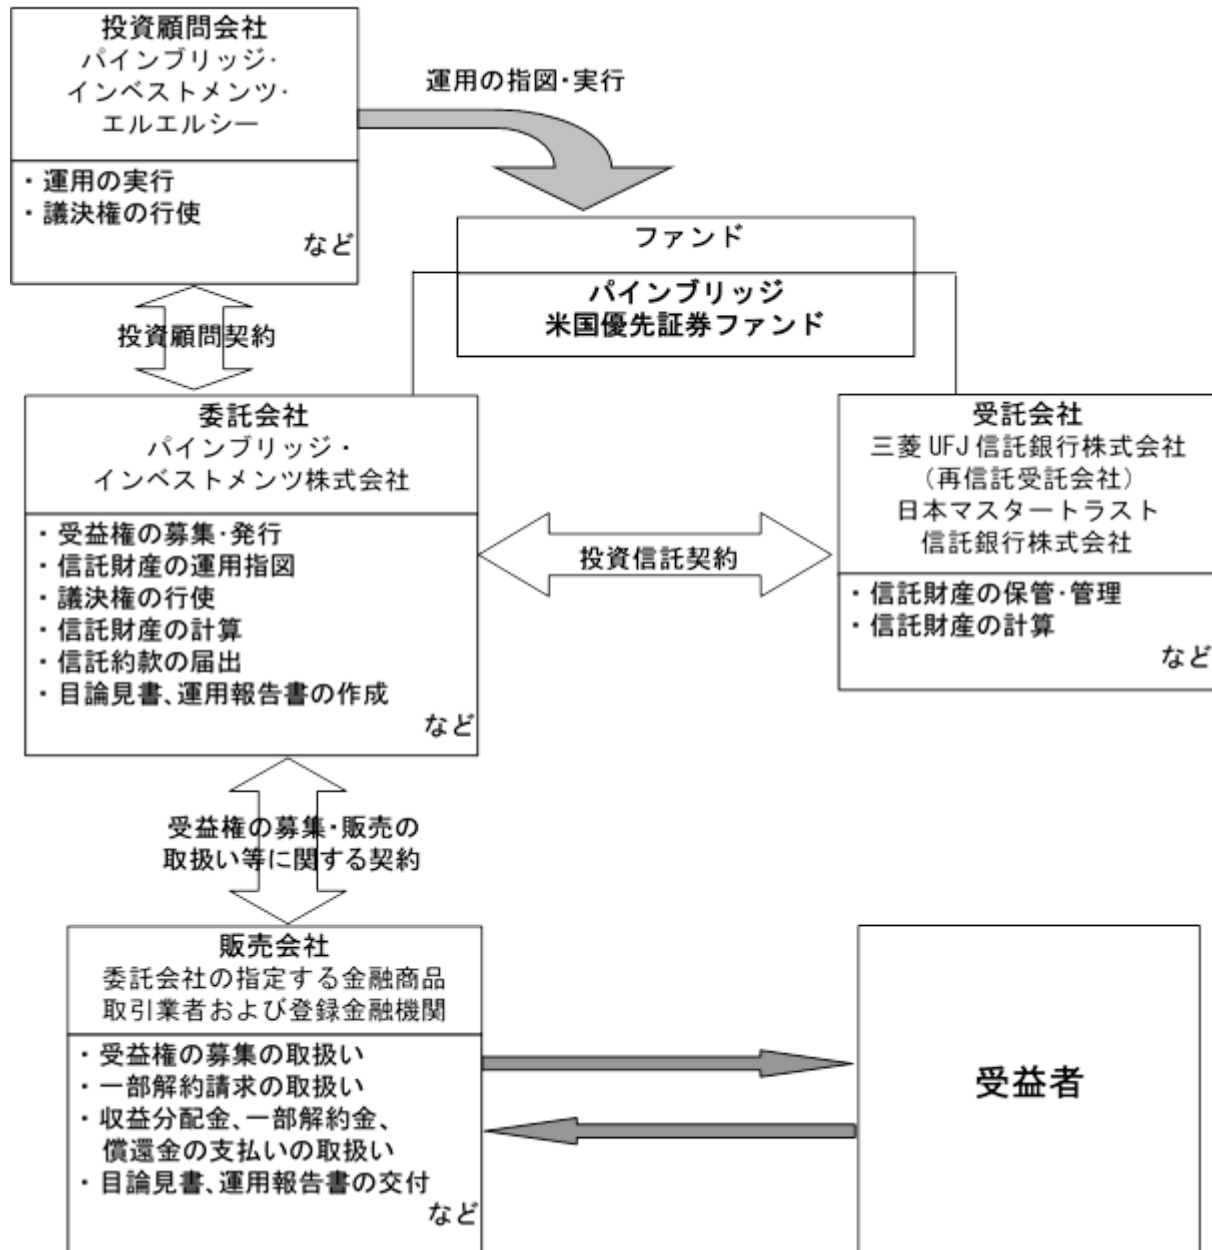 投資顧問会社
パインブリッジ・
インベストメンツ・
エルエルシー
・運用の実行
・議決権の行使
など
運用の指図・実行
ファンド
パインブリッジ
米国優先証券ファンド
投資顧問契約
委託会社
パインブリッジ・
インベストメンツ株式会社
・受益権の募集・発行
・信託財産の運用指図
・議決権の行使
・信託財産の計算
・信託約款の届出
・目論見書、運用報告書の作成
など
投資信託契約
受託会社
三菱UFJ信託銀行株式会社
(再信託受託会社)
日本マスタートラスト
信託銀行株式会社
・信託財産の保管・管理
・信託財産の計算
など
受益権の募集・販売の
取扱い等に関する契約
販売会社
委託会社の指定する金融商品
取引業者および登録金融機関
・受益権の募集の取扱い
・一部解約請求の取扱い
・収益分配金、一部解約金、
償還金の支払いの取扱い
・目論見書、運用報告書の交付
など
受益者